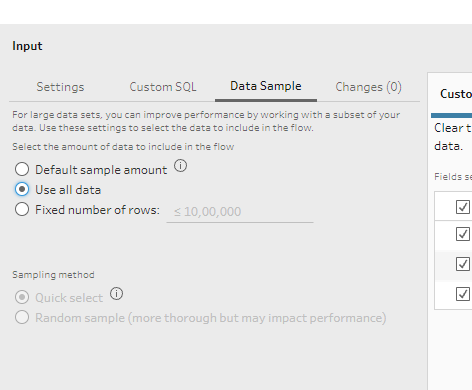 Input
Settings Custom SQL Data Sample Changes (0)
For large data sets, you can improve performance by working with a subset of your
data. Use these settings to select the data to include in the flow.
Select the amount of data to include in the flow
Default sample amount
Use all data
Fixed number of rows: ≤ 10,00,000
Sampling method
Quick select
Random sample (more thorough but may impact performance)
Custo
Clear t
data.
Fields se